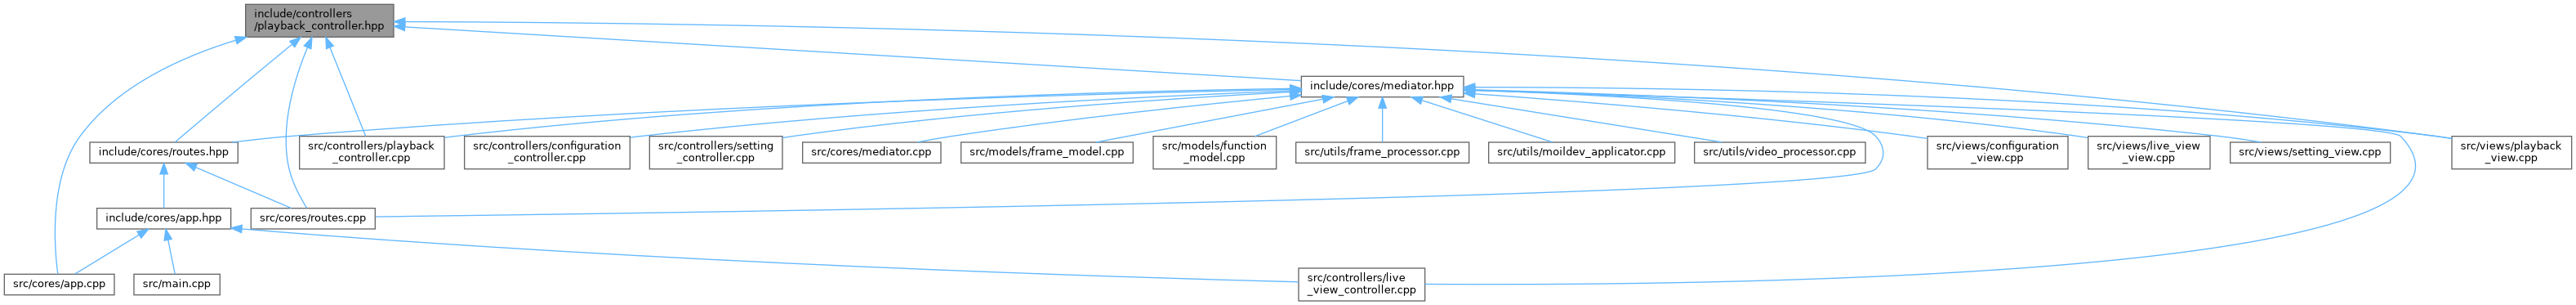 include/controllers
/playback_controller.hpp
include/cores/mediator.hpp
include/cores/routes.hpp
src/controllers/playback
_controller.cpp
src/controllers/configuration
_controller.cpp
src/controllers/setting
_controller.cpp
src/cores/mediator.cpp
src/models/frame_model.cpp
src/models/function
_model.cpp
src/utils/frame_processor.cpp
src/utils/moildev_applicator.cpp
src/utils/video_processor.cpp
src/views/configuration
_view.cpp
src/views/live_view
_view.cpp
src/views/setting_view.cpp
src/views/playback
_view.cpp
include/cores/app.hpp
src/cores/routes.cpp
src/cores/app.cpp
src/main.cpp
src/controllers/live
_view_controller.cpp